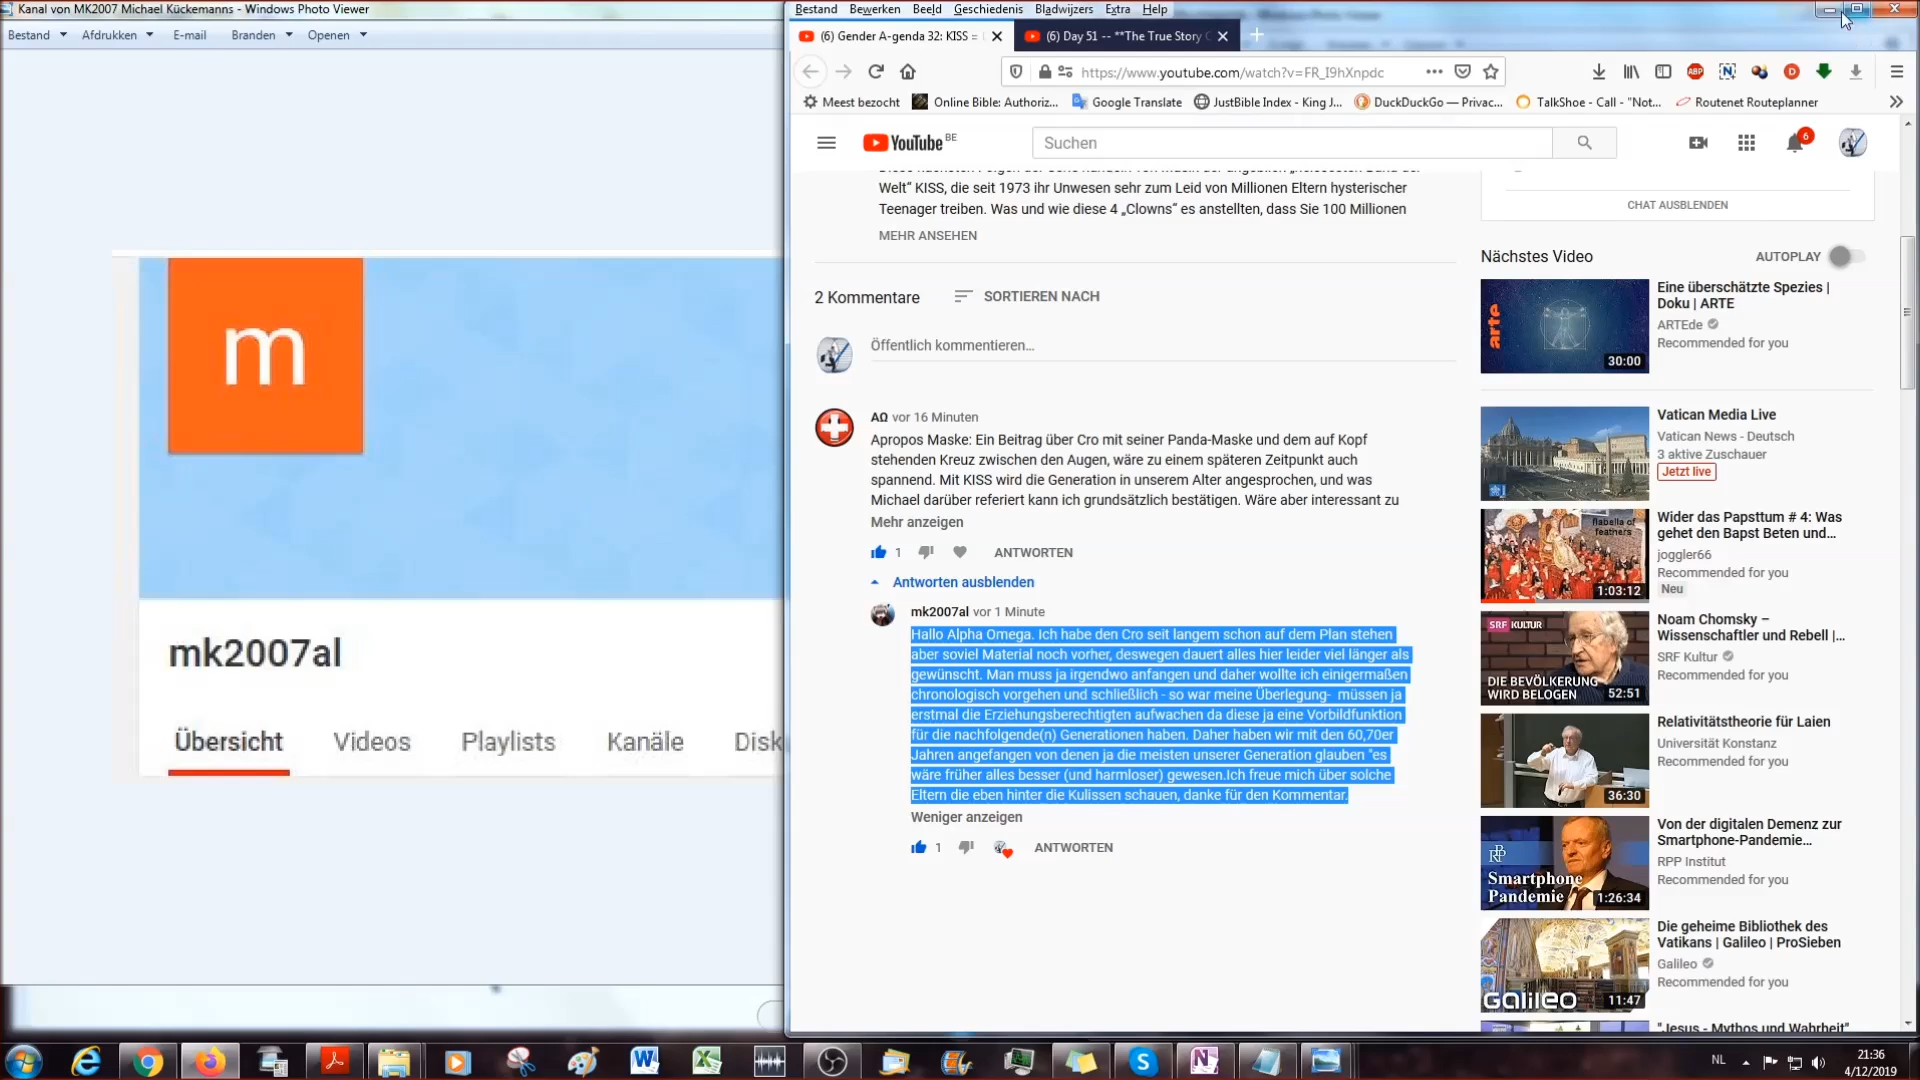 Kanal von MK2007 Michael Kückemanns - Windows Photo Viewer
Bestand Afdrukken E-mail Branden Openen
m
mk2007al
Übersicht Videos Playlists Kanäle Disk
Bestand Bewerken Beeld Geschiedenis Bladwijzers Extra Help
(6) Gender A-genda 32: KISS =
(6) Day 51 -- **The True Story
https://www.youtube.com/watch?v=FR_I9hXnpdc
Meest bezocht Online Bible: Authoriz... Google Translate JustBible Index - King J... DuckDuckGo — Privac... TalkShoe - Call - "Not... Routenet Routeplanner
YouTube BE
Suchen
6
Welt“ KISS, die seit 1973 ihr Unwesen sehr zum Leid von Millionen Eltern hysterischer
Teenager treiben. Was und wie diese 4 „Clowns“ es anstellten, dass Sie 100 Millionen
MEHR ANSEHEN
2 Kommentare SORTIEREN NACH
Öffentlich kommentieren...
AΩ vor 16 Minuten
Apropos Maske: Ein Beitrag über Cro mit seiner Panda-Maske und dem auf Kopf
stehenden Kreuz zwischen den Augen, wäre zu einem späteren Zeitpunkt auch
spannend. Mit KISS wird die Generation in unserem Alter angesprochen, und was
Michael darüber referiert kann ich grundsätzlich bestätigen. Wäre aber interessant zu
Mehr anzeigen
1 ANTWORTEN
Antworten ausblenden
mk2007al vor 1 Minute
Hallo Alpha Omega. Ich habe den Cro seit langem schon auf dem Plan stehen
aber soviel Material noch vorher, deswegen dauert alles hier leider viel länger als
gewünscht. Man muss ja irgendwo anfangen und daher wollte ich einigermaßen
chronologisch vorgehen und schließlich - so war meine Überlegung- müssen ja
erstmal die Erziehungsberechtigten aufwachen da diese ja eine Vorbildfunktion
für die nachfolgende(n) Generationen haben. Daher haben wir mit den 60,70er
Jahren angefangen von denen ja die meisten unserer Generation glauben "es
wäre früher alles besser (und harmloser) gewesen.Ich freue mich über solche
Eltern die eben hinter die Kulissen schauen, danke für den Kommentar.
Weniger anzeigen
1 ANTWORTEN
CHAT AUSBLENDEN
Nächstes Video AUTOPLAY
arte
30:00
Eine überschätzte Spezies |
Doku | ARTE
ARTEde
Recommended for you
Vatican Media Live
Vatican News - Deutsch
3 aktive Zuschauer
Jetzt live
flabella of
feathers
1:03:12
Wider das Papsttum # 4: Was
gehet den Bapst Beten und...
joggler66
Recommended for you
Neu
SRF KULTUR
DIE BEVÖLKERUNG
WIRD BELOGEN
52:51
Noam Chomsky –
Wissenschaftler und Rebell |...
SRF Kultur
Recommended for you
36:30
Relativitätstheorie für Laien
Universität Konstanz
Recommended for you
RPP
Smartphone
Pandemie
1:26:34
Von der digitalen Demenz zur
Smartphone-Pandemie...
RPP Institut
Recommended for you
Galileo
11:47
Die geheime Bibliothek des
Vatikans | Galileo | ProSieben
Galileo
Recommended for you
"Jesus - Mythos und Wahrheit"
NL
21:36
4/12/2019